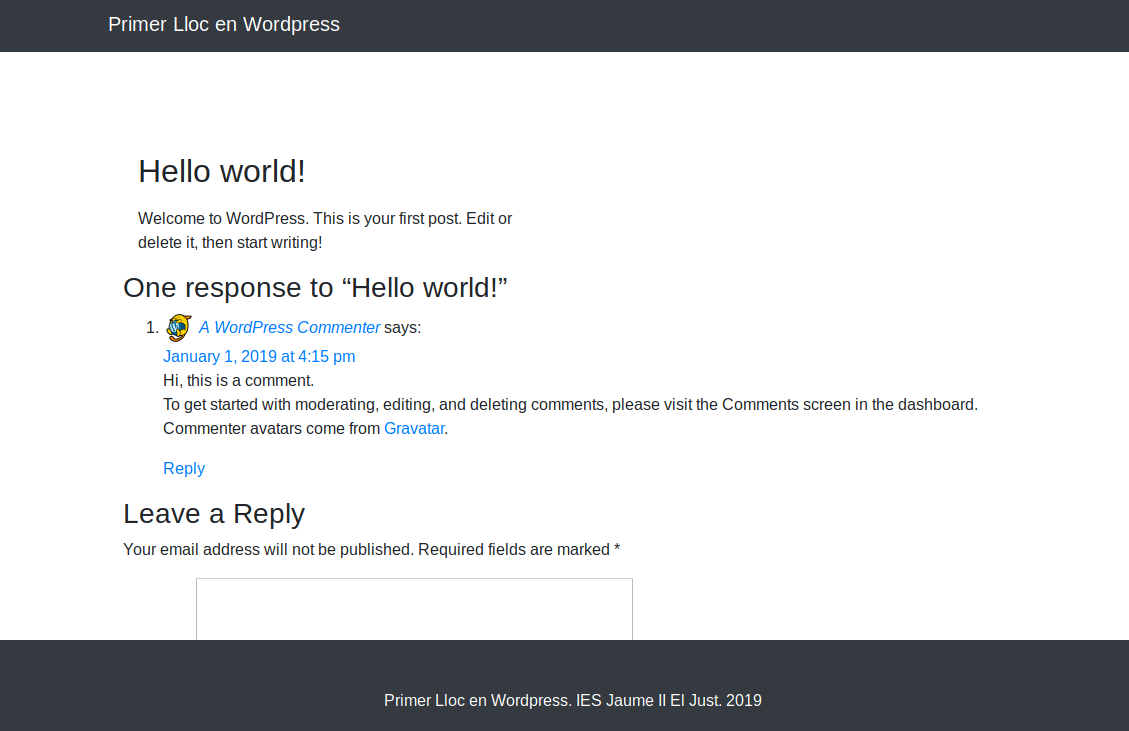 Primer Lloc en Wordpress
Hello world!
Welcome to WordPress. This is your first post. Edit or
delete it, then start writing!
One response to “Hello world!”
1. A WordPress Commenter says:
January 1, 2019 at 4:15 pm
Hi, this is a comment.
To get started with moderating, editing, and deleting comments, please visit the Comments screen in the dashboard.
Commenter avatars come from Gravatar.
Reply
Leave a Reply
Your email address will not be published. Required fields are marked *
Primer Lloc en Wordpress. IES Jaume II El Just. 2019